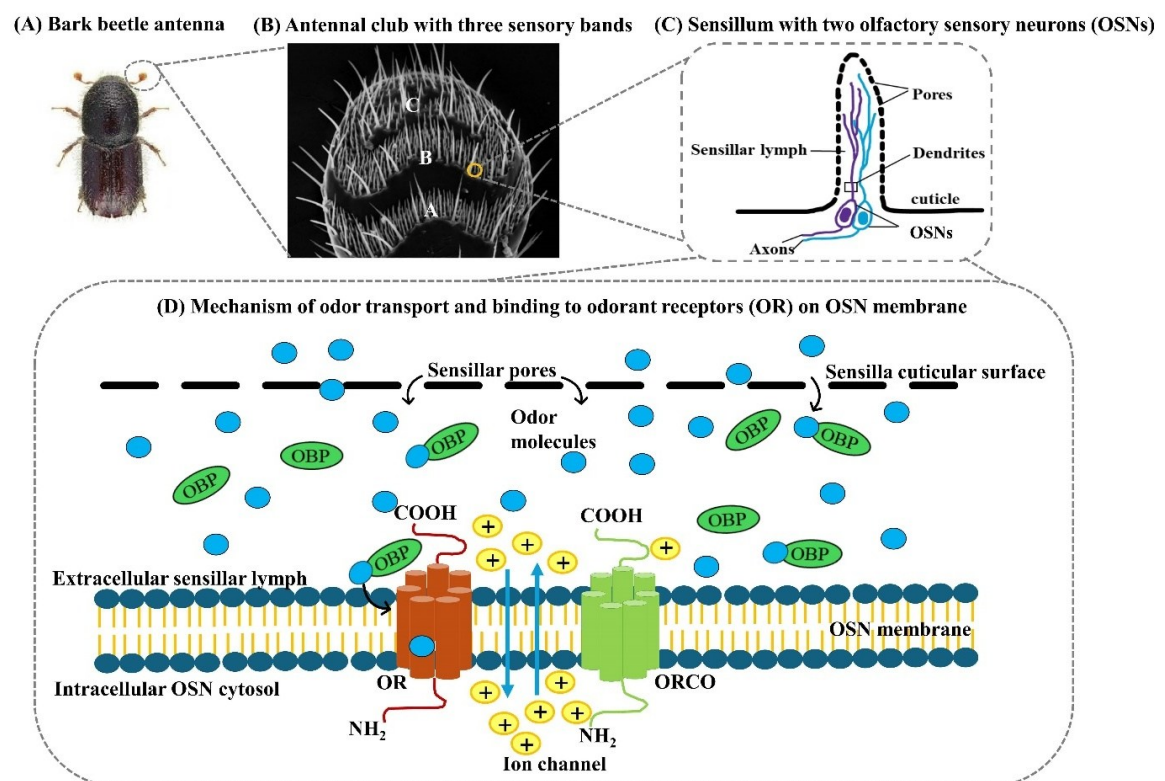 (A) Bark beetle antenna
(B) Antennal club with three sensory bands
C
B
A
(C) Sensillum with two olfactory sensory neurons (OSNs)
Pores
Sensillar lymph
Dendrites
cuticle
OSNs
Axons
(D) Mechanism of odor transport and binding to odorant receptors (OR) on OSN membrane
Sensillar pores
Sensilla cuticular surface
Odor
molecules
OBP
OBP
OBP
OBP
OBP
OBP
OBP
OBP
COOH
COOH
+
+
+
+
+
Extracellular sensillar lymph
OSN membrane
Intracellular OSN cytosol
OR
ORCO
NH₂
NH₂
+
+
+
+
+
+
Ion channel